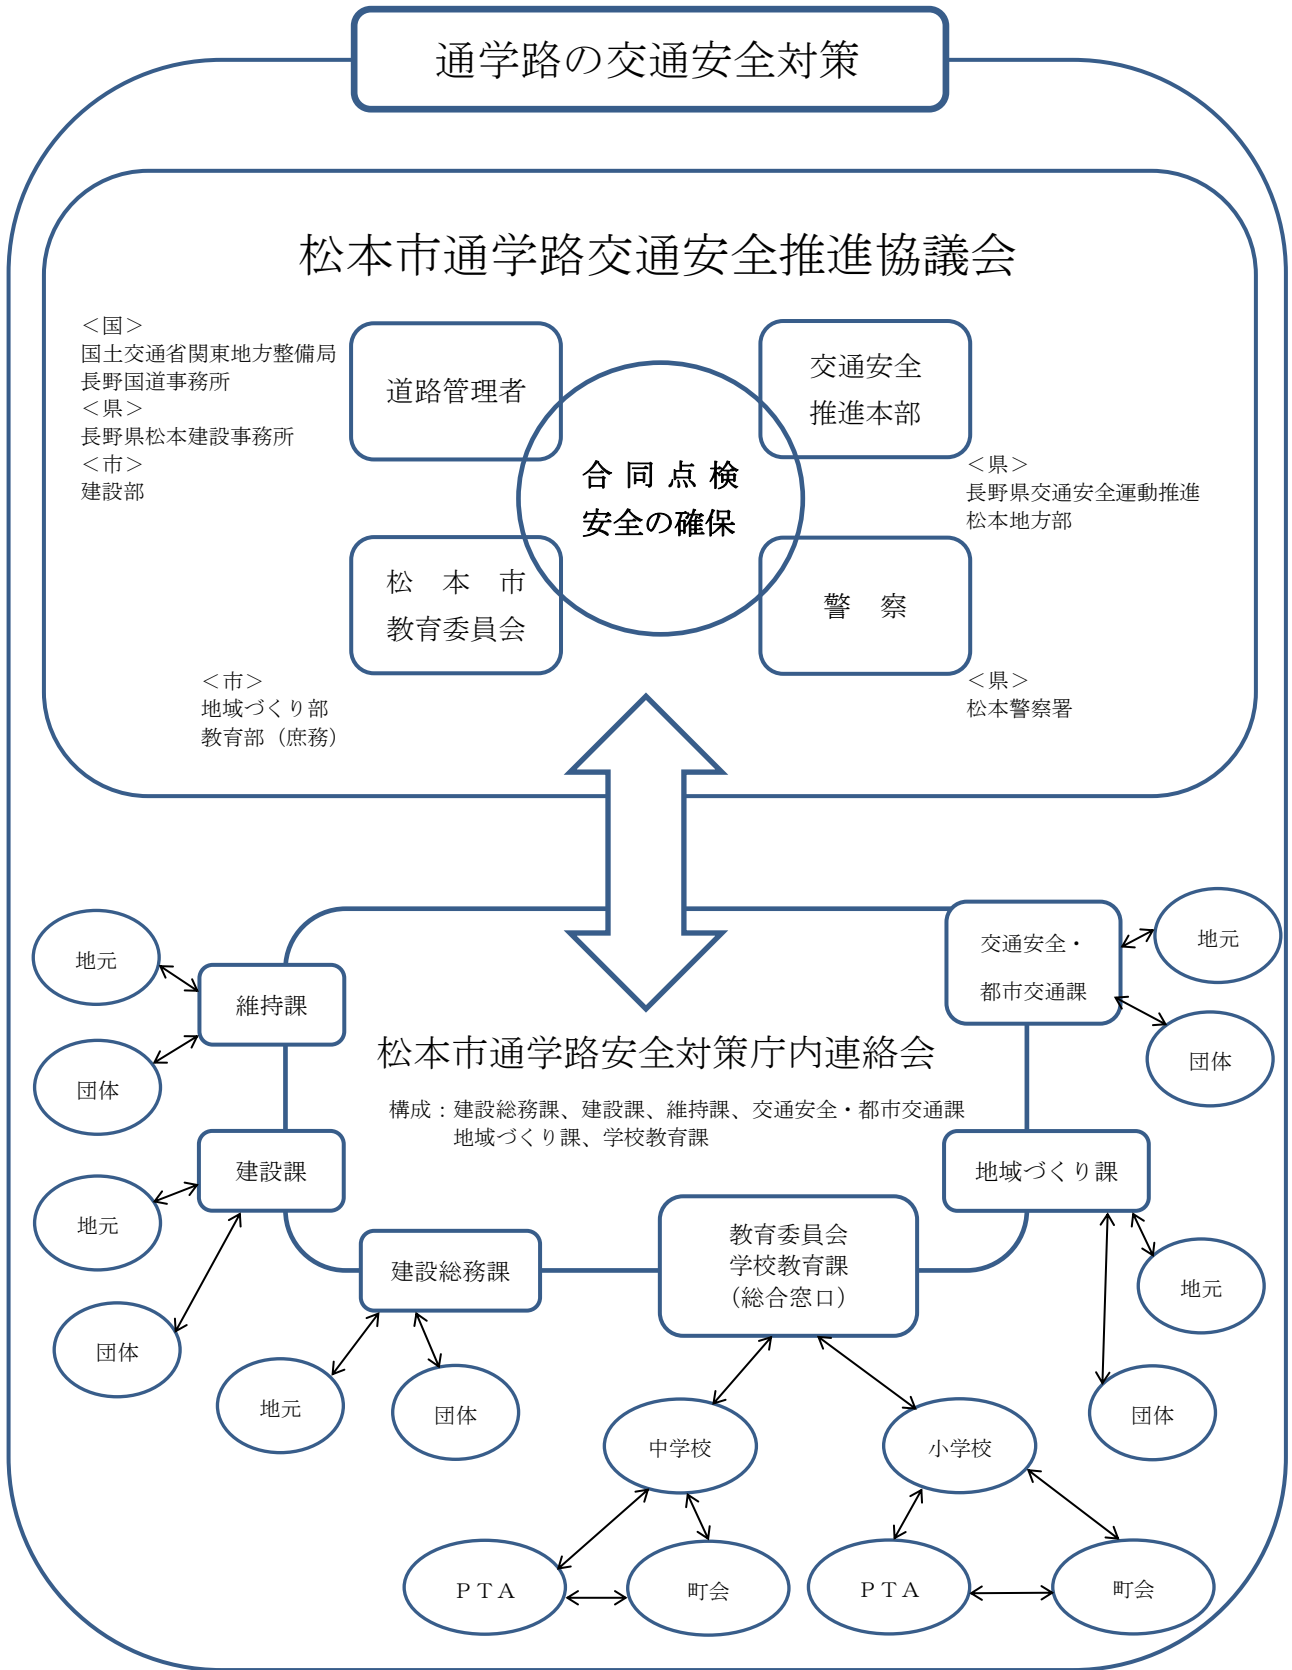 通学路の交通安全対策
松本市通学路交通安全推進協議会
＜国＞
国土交通省関東地方整備局
長野国道事務所
＜県＞
長野県松本建設事務所
＜市＞
建設部
道路管理者
交通安全
推進本部
合 同 点 検
安全の確保
＜県＞
長野県交通安全運動推進
松本地方部
松　本　市
教育委員会
警　察
＜市＞
地域づくり部
教育部（庶務）
＜県＞
松本警察署
地元
団体
維持課
交通安全・
都市交通課
地元
団体
松本市通学路安全対策庁内連絡会
構成：建設総務課、建設課、維持課、交通安全・都市交通課
地域づくり課、学校教育課
建設課
地元
団体
地域づくり課
地元
団体
建設総務課
地元
団体
教育委員会
学校教育課
（総合窓口）
中学校
小学校
ＰＴＡ
町会
ＰＴＡ
町会